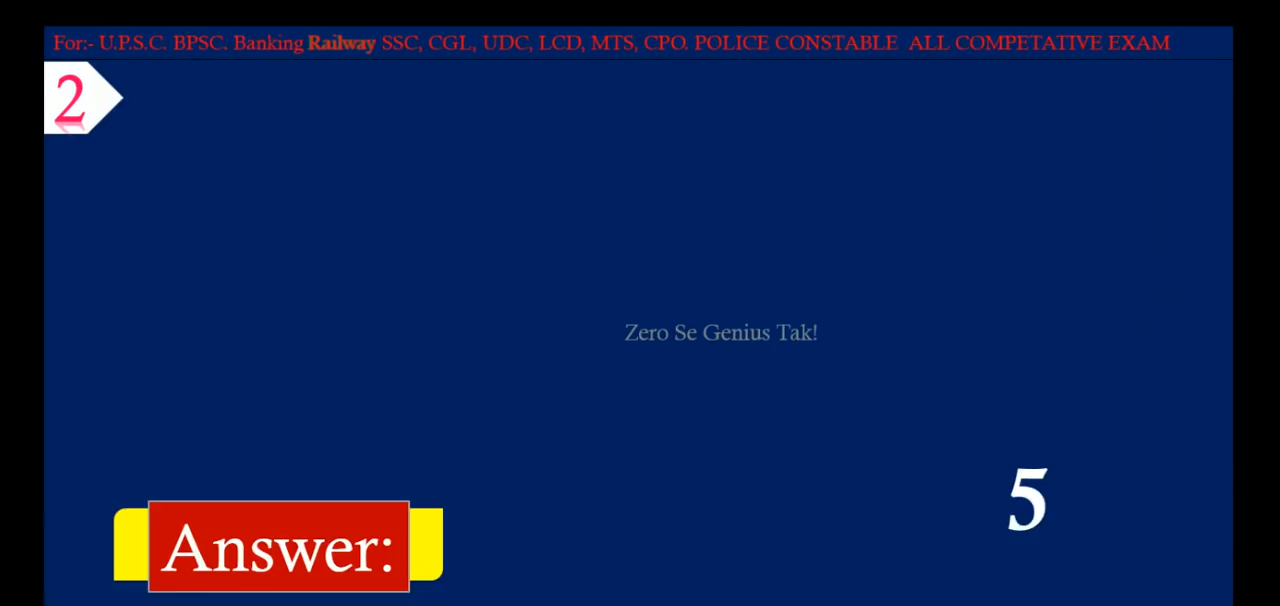 For:- U.P.S.C. BPSC. Banking Railway SSC, CGL, UDC, LCD, MTS, CPO. POLICE CONSTABLE ALL COMPETATIVE EXAM
2
Zero Se Genius Tak!
5
Answer: